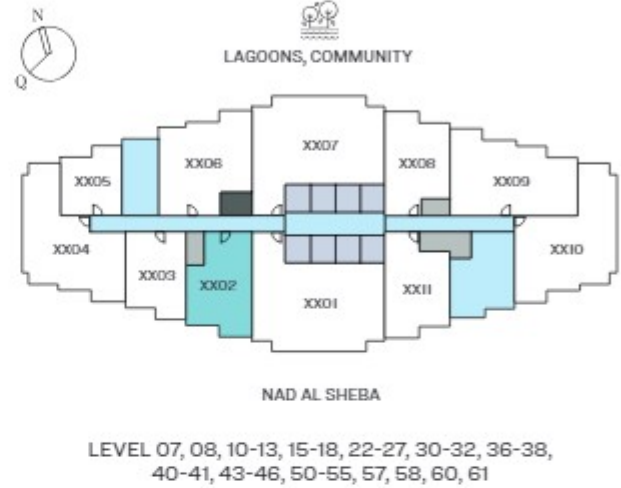 N
Q
LAGOONS, COMMUNITY
XX07
XX06
XX08
XX05
XX09
XX04
XX03
XX02
XX01
XX11
XX10
NAD AL SHEBA
LEVEL 07, 08, 10-13, 15-18, 22-27, 30-32, 36-38,
40-41, 43-46, 50-55, 57, 58, 60, 61